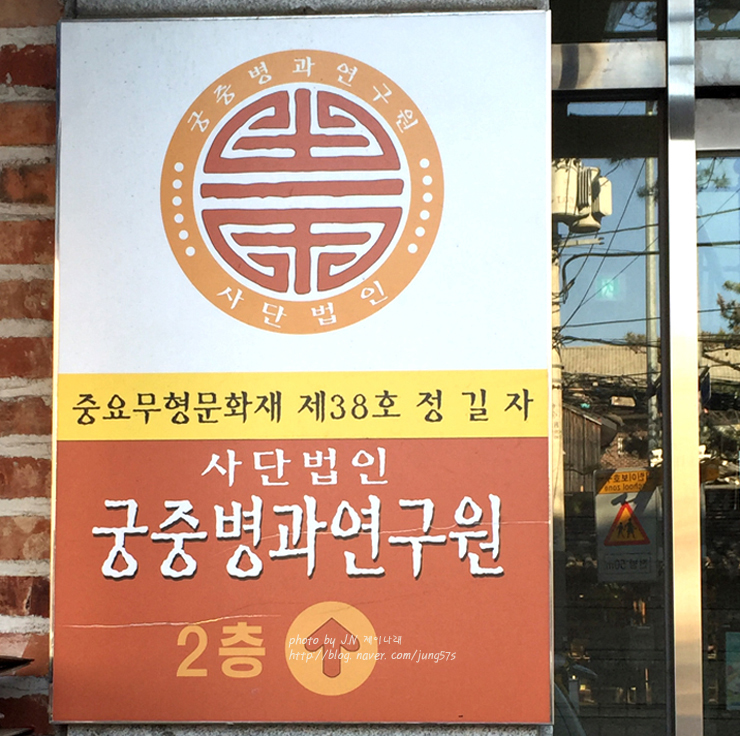 궁중병과연구원
사단법인
중요무형문화재 제38호 정 길 자
사단법인
궁중병과연구원
2층
photo by J.N 제이나래
http://blog.naver.com/jung575